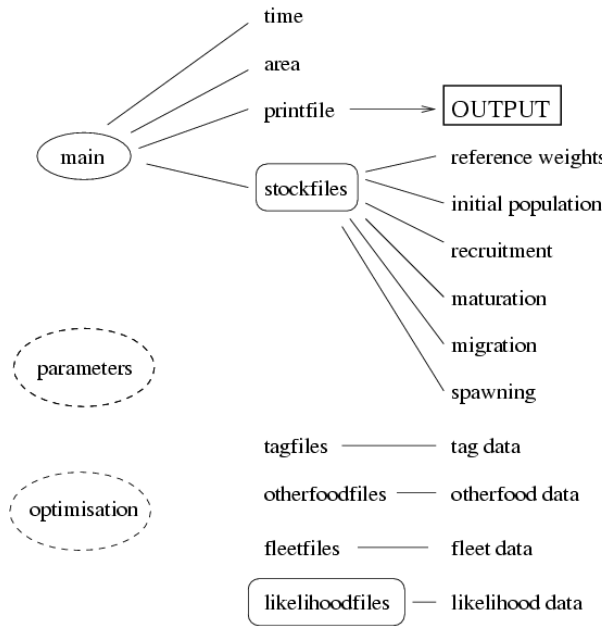 time
area
printfile
OUTPUT
main
stockfiles
reference weights
initial population
recruitment
maturation
migration
spawning
parameters
optimisation
tagfiles
tag data
otherfoodfiles
otherfood data
fleetfiles
fleet data
likelihoodfiles
likelihood data